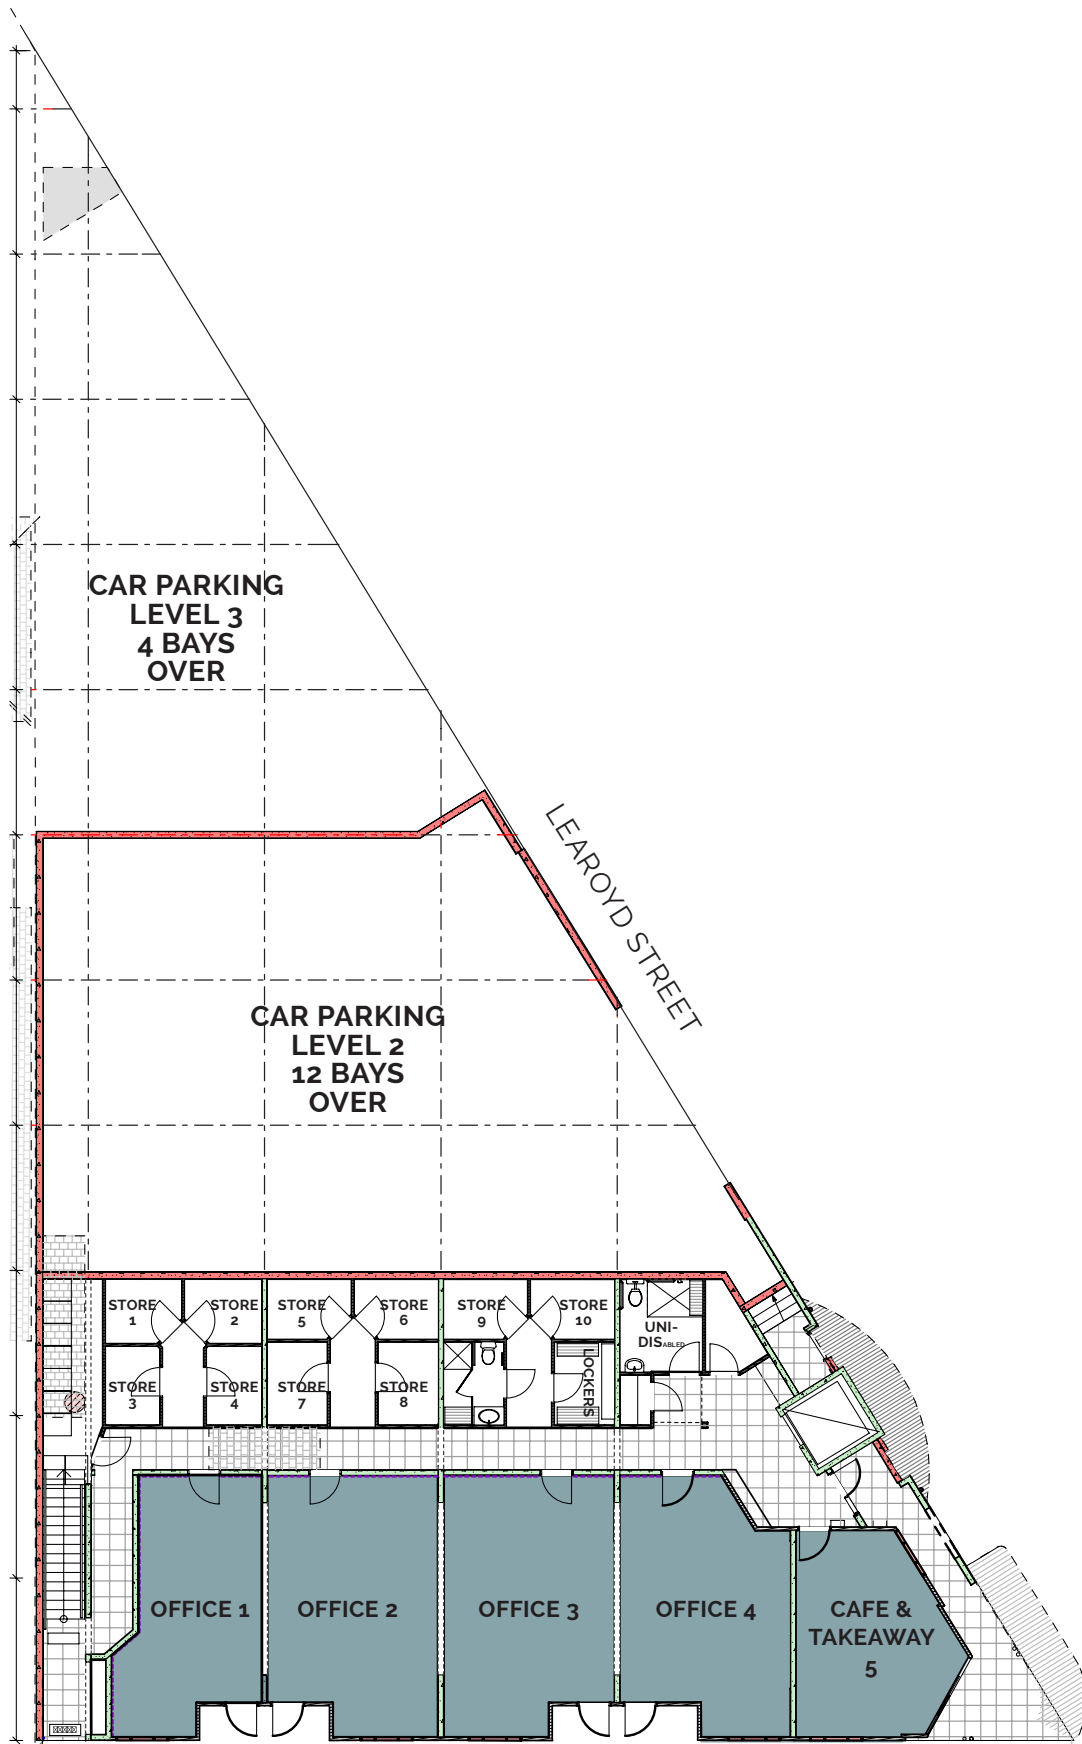 CAR PARKING
LEVEL 3
4 BAYS
OVER
LEAROYD STREET
CAR PARKING
LEVEL 2
12 BAYS
OVER
STORE
1
STORE
2
STORE
5
STORE
6
STORE
9
STORE
10
UNI-
DISABLED
STORE
3
STORE
4
STORE
7
STORE
8
LOCKERS
OFFICE 1
OFFICE 2
OFFICE 3
OFFICE 4
CAFE &
TAKEAWAY
5